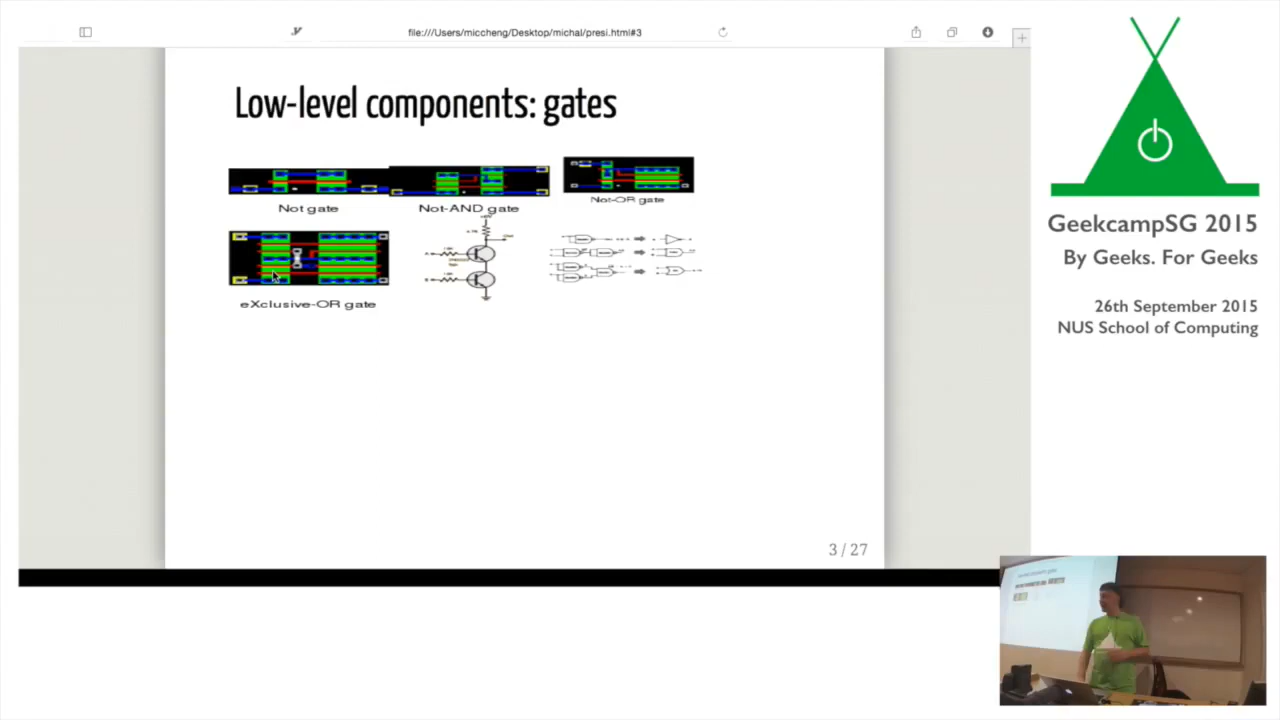 file:///Users/miccheng/Desktop/michal/presi.html#3
Low-level components: gates
Not gate
Not-AND gate
Not-OR gate
eXclusive-OR gate
3 / 27
GeekcampSG 2015
By Geeks. For Geeks
26th September 2015
NUS School of Computing